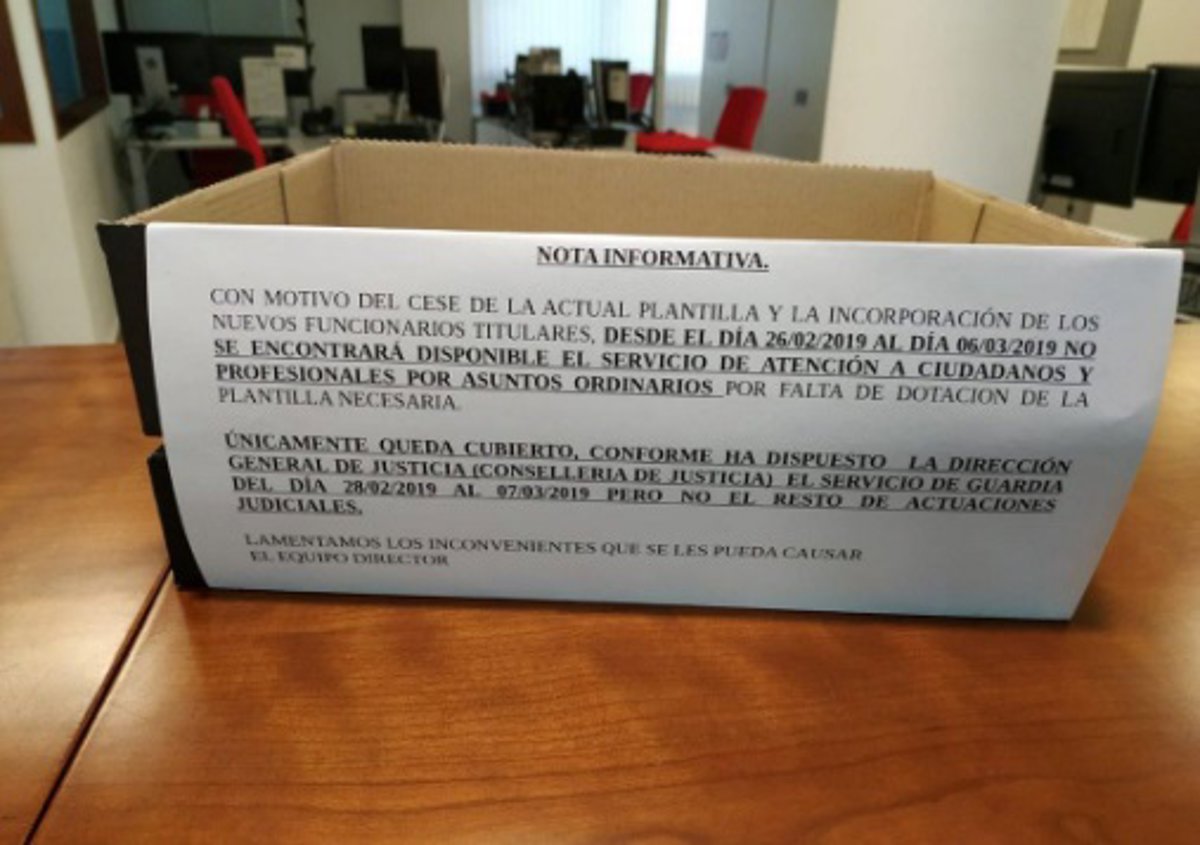 NOTA INFORMATIVA.
CON MOTIVO DEL CESE DE LA ACTUAL PLANTILLA Y LA INCORPORACIÓN DE LOS
NUEVOS FUNCIONARIOS TITULARES, DESDE EL DÍA 26/02/2019 AL DÍA 06/03/2019 NO
SE ENCONTRARÁ DISPONIBLE EL SERVICIO DE ATENCIÓN A CIUDADANOS Y
PROFESIONALES POR ASUNTOS ORDINARIOS POR FALTA DE DOTACION DE LA
PLANTILLA NECESARIA.
ÚNICAMENTE QUEDA CUBIERTO, CONFORME HA DISPUESTO LA DIRECCIÓN
GENERAL DE JUSTICIA (CONSELLERIA DE JUSTICIA) EL SERVICIO DE GUARDIA
DEL DÍA 28/02/2019 AL 07/03/2019 PERO NO EL RESTO DE ACTUACIONES
JUDICIALES.
LAMENTAMOS LOS INCONVENIENTES QUE SE LES PUEDA CAUSAR
EL EQUIPO DIRECTOR